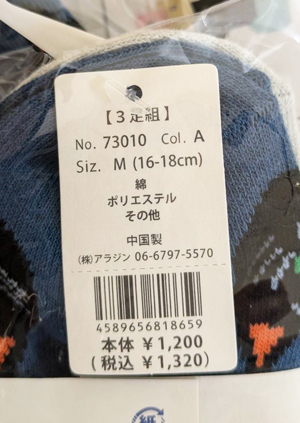 【3足組】
No. 73010 Col. A
Siz. M (16-18cm)
綿
ポリエステル
その他
中国製
(株)アラジン 06-6797-5570
4589656818659
本体 ¥1,200
(税込 ¥1,320)
紙